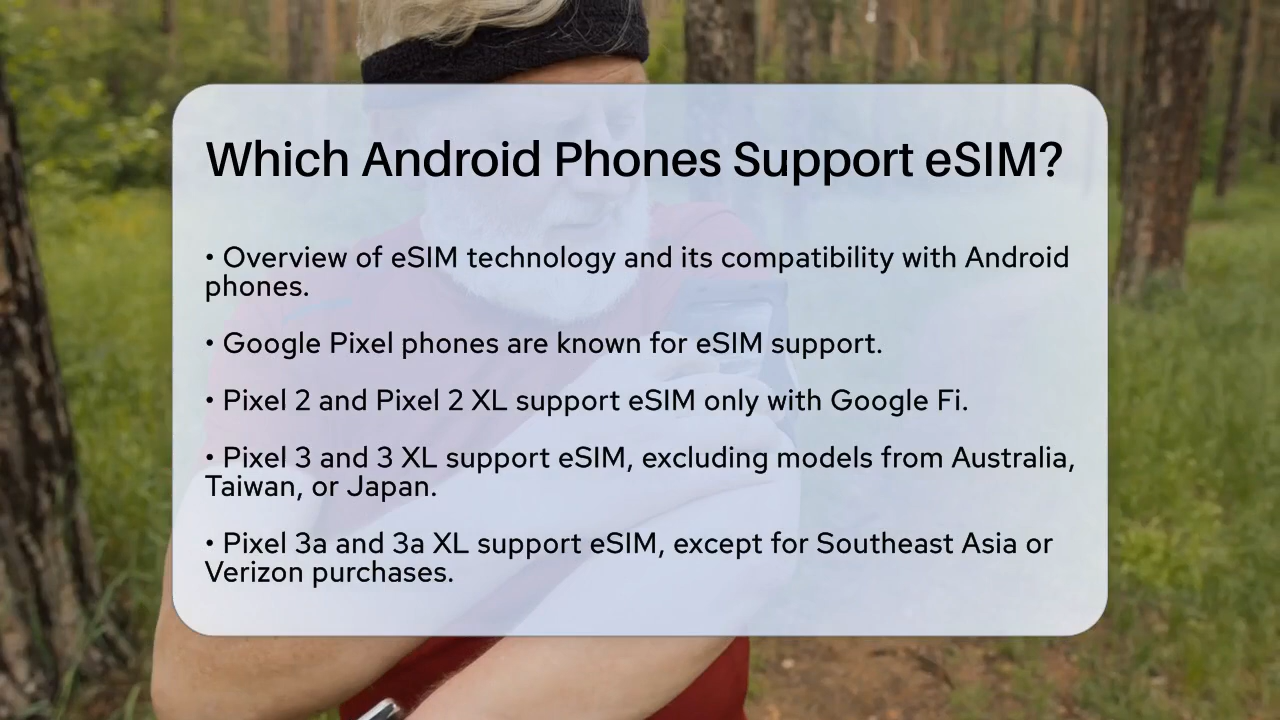 Which Android Phones Support eSIM?
• Overview of eSIM technology and its compatibility with Android
phones.
• Google Pixel phones are known for eSIM support.
• Pixel 2 and Pixel 2 XL support eSIM only with Google Fi.
• Pixel 3 and 3 XL support eSIM, excluding models from Australia,
Taiwan, or Japan.
• Pixel 3a and 3a XL support eSIM, except for Southeast Asia or
Verizon purchases.